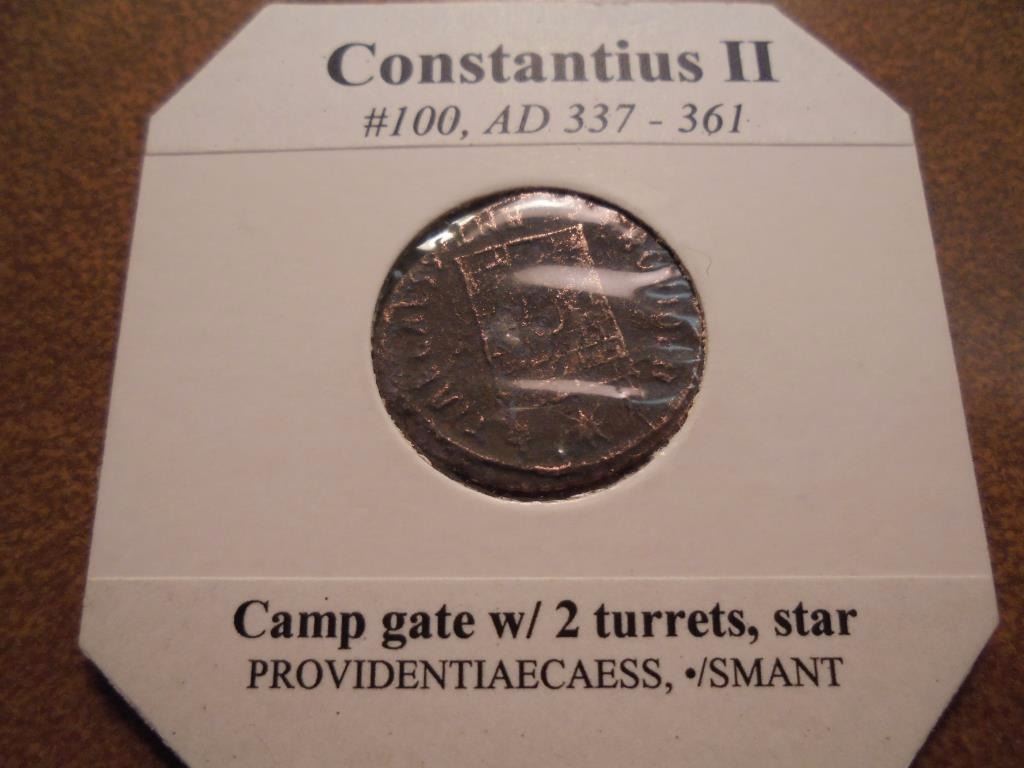 Constantius II
#100, AD 337 - 361
Camp gate w/ 2 turrets, star
PROVIDENTIAECAESS, •/SMANT